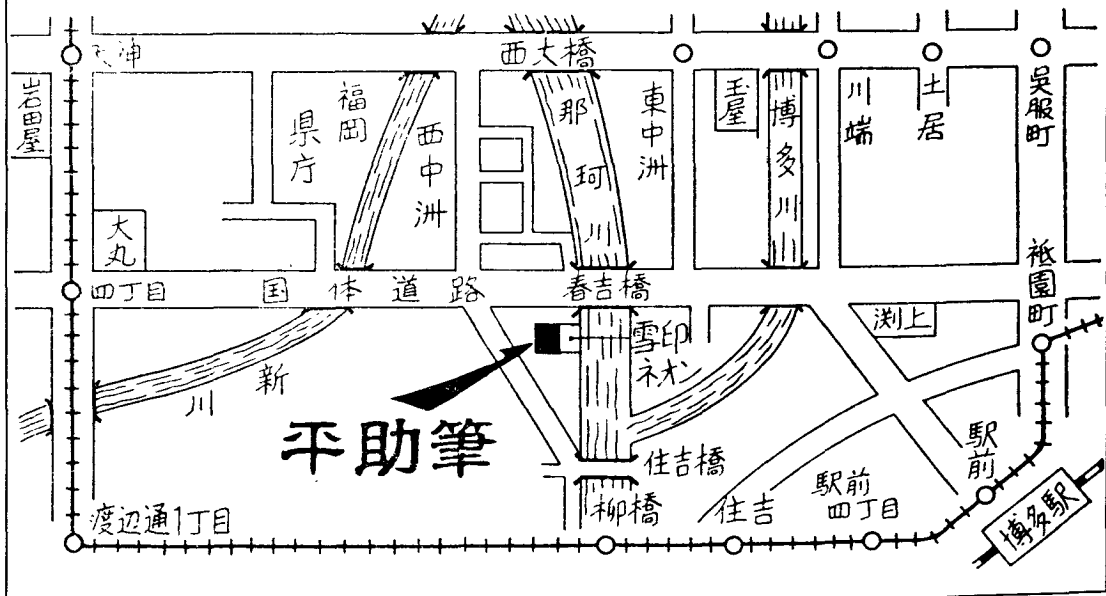 天神
西大橋
岩田屋
福岡
県庁
西中洲
那珂川
東中洲
玉屋
博多川
川端
土居
呉服町
大丸
四丁目
国体道路
春吉橋
祇園町
渕上
雪印
ネオン
新川
平助筆
住吉橋
柳橋
住吉
駅前
四丁目
駅前
博多駅
渡辺通1丁目